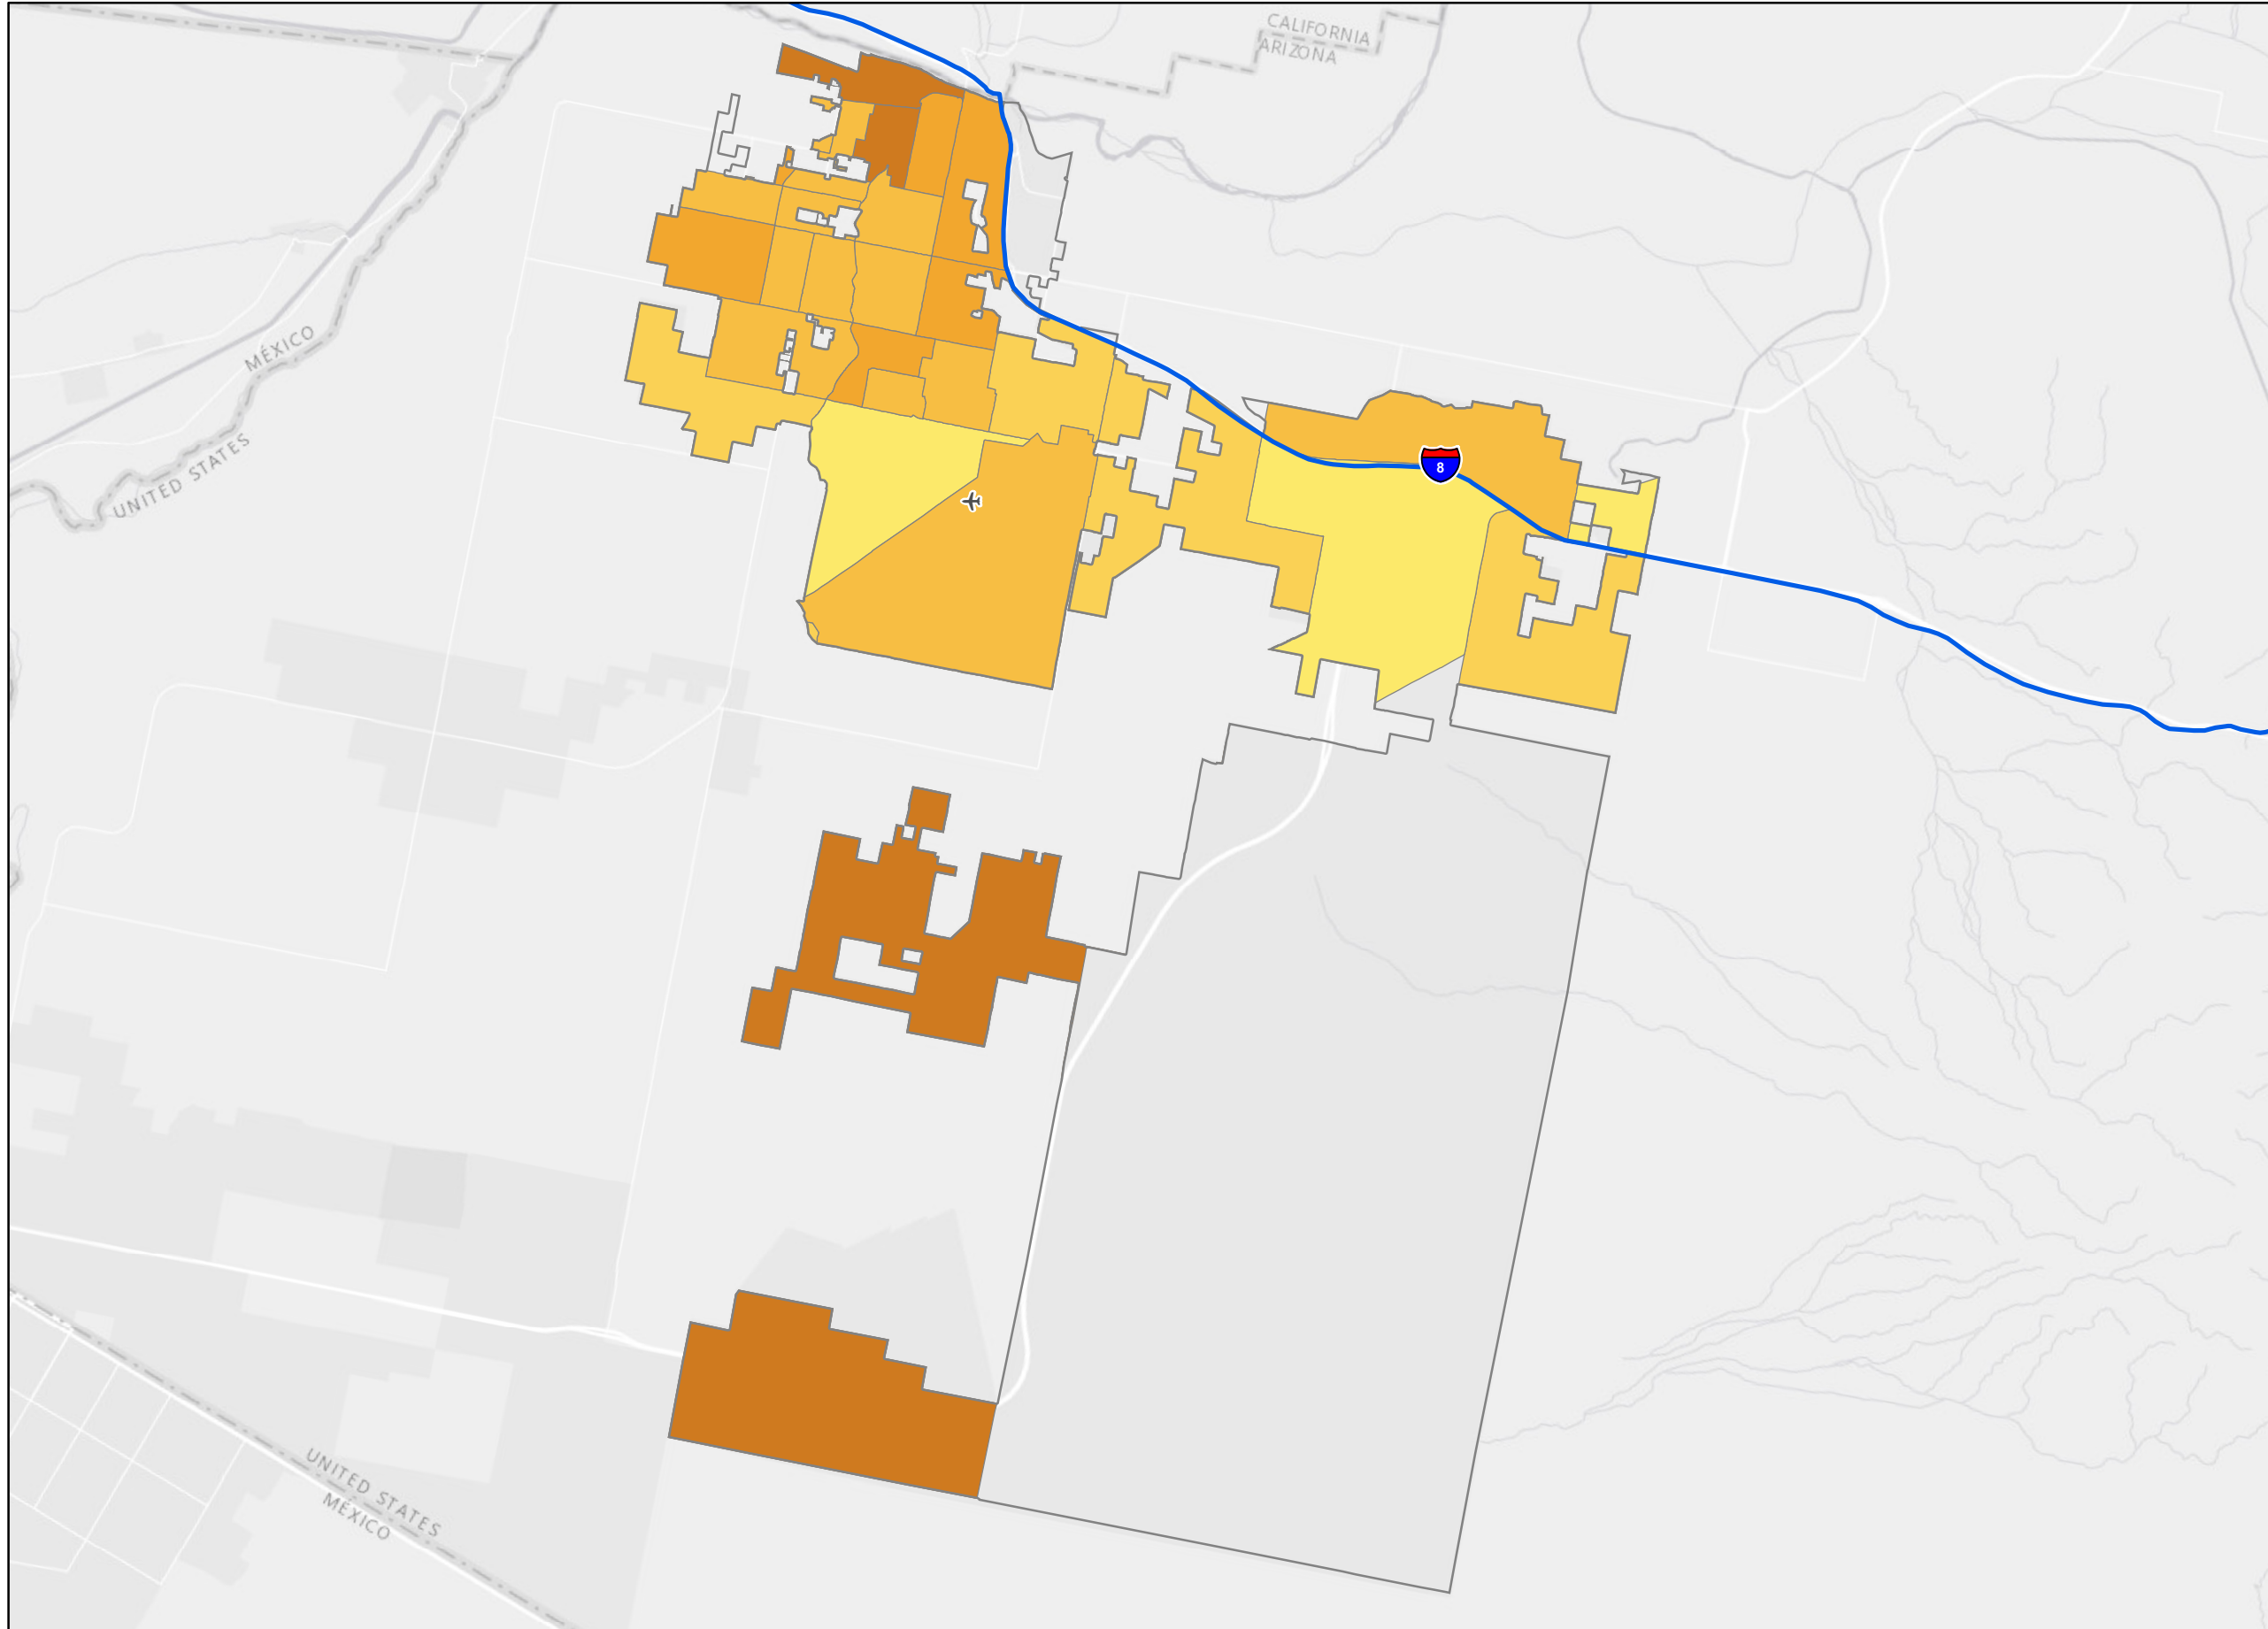 CALIFORNIA
ARIZONA
MÉXICO
UNITED STATES
8
UNITED STATES
MÉXICO